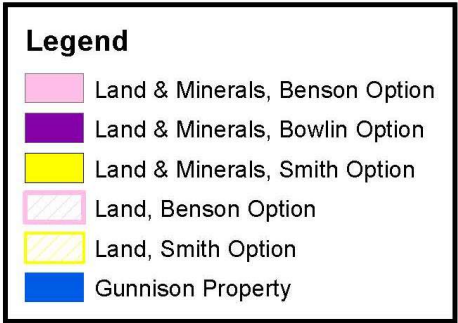 Legend
Land & Minerals, Benson Option
Land & Minerals, Bowlin Option
Land & Minerals, Smith Option
Land, Benson Option
Land, Smith Option
Gunnison Property